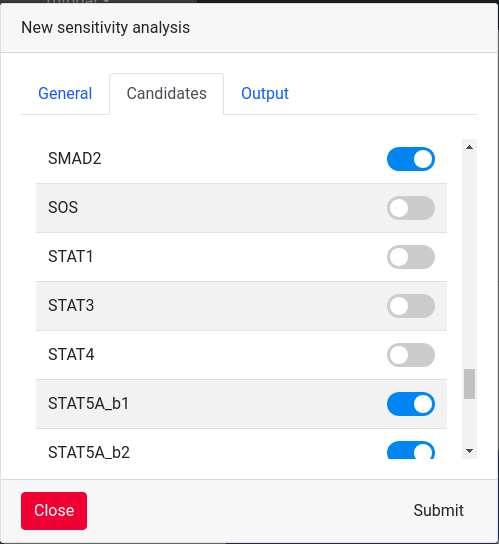 New sensitivity analysis
General Candidates Output
SMAD2
SOS
STAT1
STAT3
STAT4
STAT5A_b1
STAT5A_b2
Close Submit